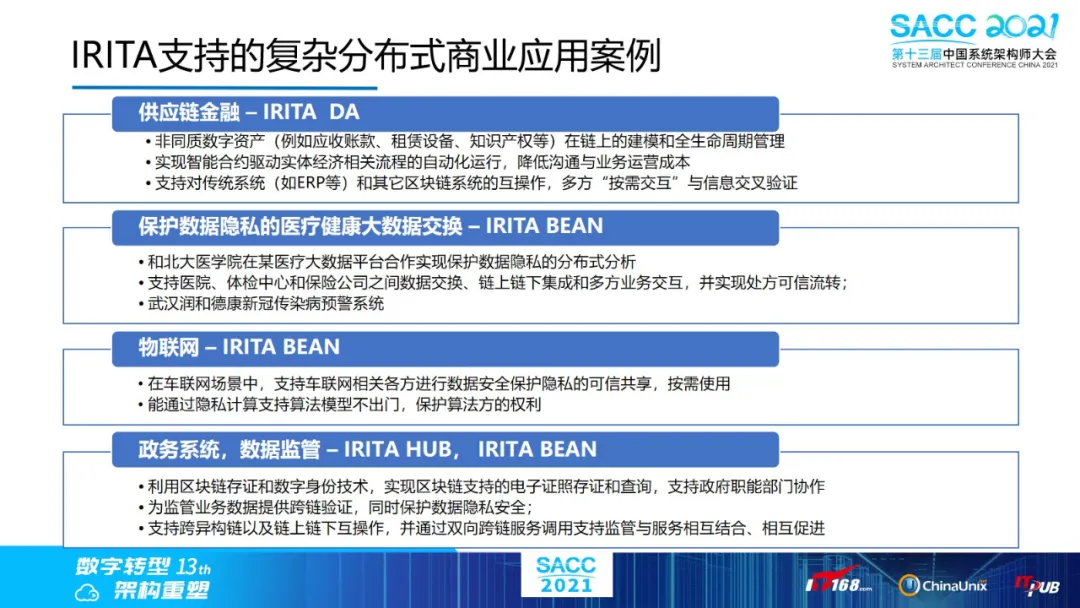 IRITA支持的复杂分布式商业应用案例
SACC 2021
第十三届中国系统架构师大会
SYSTEM ARCHITECT CONFERENCE CHINA 2021
供应链金融 – IRITA DA
• 非同质数字资产（例如应收账款、租赁设备、知识产权等）在链上的建模和全生命周期管理
• 实现智能合约驱动实体经济相关流程的自动化运行，降低沟通与业务运营成本
• 支持对传统系统（如ERP等）和其它区块链系统的互操作，多方“按需交互”与信息交叉验证
保护数据隐私的医疗健康大数据交换 – IRITA BEAN
• 和北大医学院在某医疗大数据平台合作实现保护数据隐私的分布式分析
• 支持医院、体检中心和保险公司之间数据交换、链上链下集成和多方业务交互，并实现处方可信流转；
• 武汉润和德康新冠传染病预警系统
物联网 – IRITA BEAN
• 在车联网场景中，支持车联网相关各方进行数据安全保护隐私的可信共享，按需使用
• 能通过隐私计算支持算法模型不出门，保护算法方的权利
政务系统，数据监管 – IRITA HUB， IRITA BEAN
• 利用区块链存证和数字身份技术，实现区块链支持的电子证照存证和查询，支持政府职能部门协作
• 为监管业务数据提供跨链验证，同时保护数据隐私安全；
• 支持跨异构链以及链上链下互操作，并通过双向跨链服务调用支持监管与服务相互结合、相互促进
数字转型 13th
架构重塑
SACC
2021
IT168.com
ChinaUnix
ITPUB